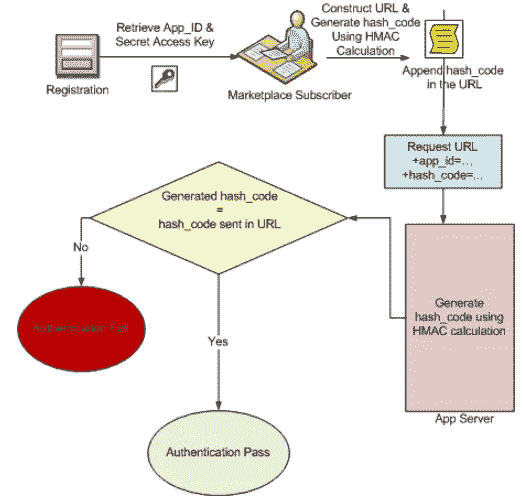 Retrieve App_ID &
Secret Access Key
Construct URL &
Generate hash_code
Using HMAC
Calculation
Registration
Marketplace Subscriber
Append hash_code
in the URL
Request URL
+app_id=...
+hash_code=...
Generated hash_code
=
hash_code sent in URL
No
Authentication Fail
Generate
hash_code using
HMAC calculation
Yes
App Server
Authentication Pass